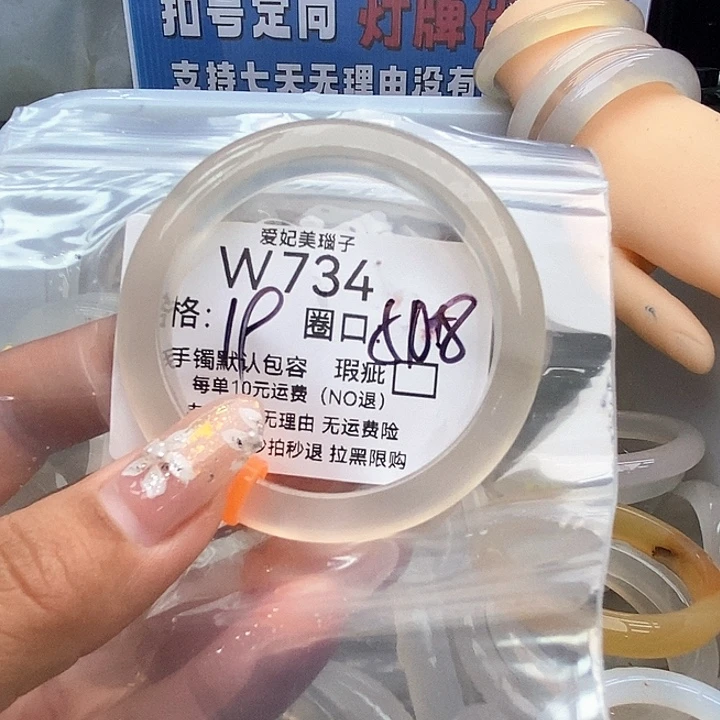 扣号定向 灯牌
支持七天无理由没有
爱妃美瑙子
W734
格：1P 圈口
手镯默认包容 瑕疵
每单10元运费（NO退）
无理由 无运费险
秒拍秒退 拉黑限购